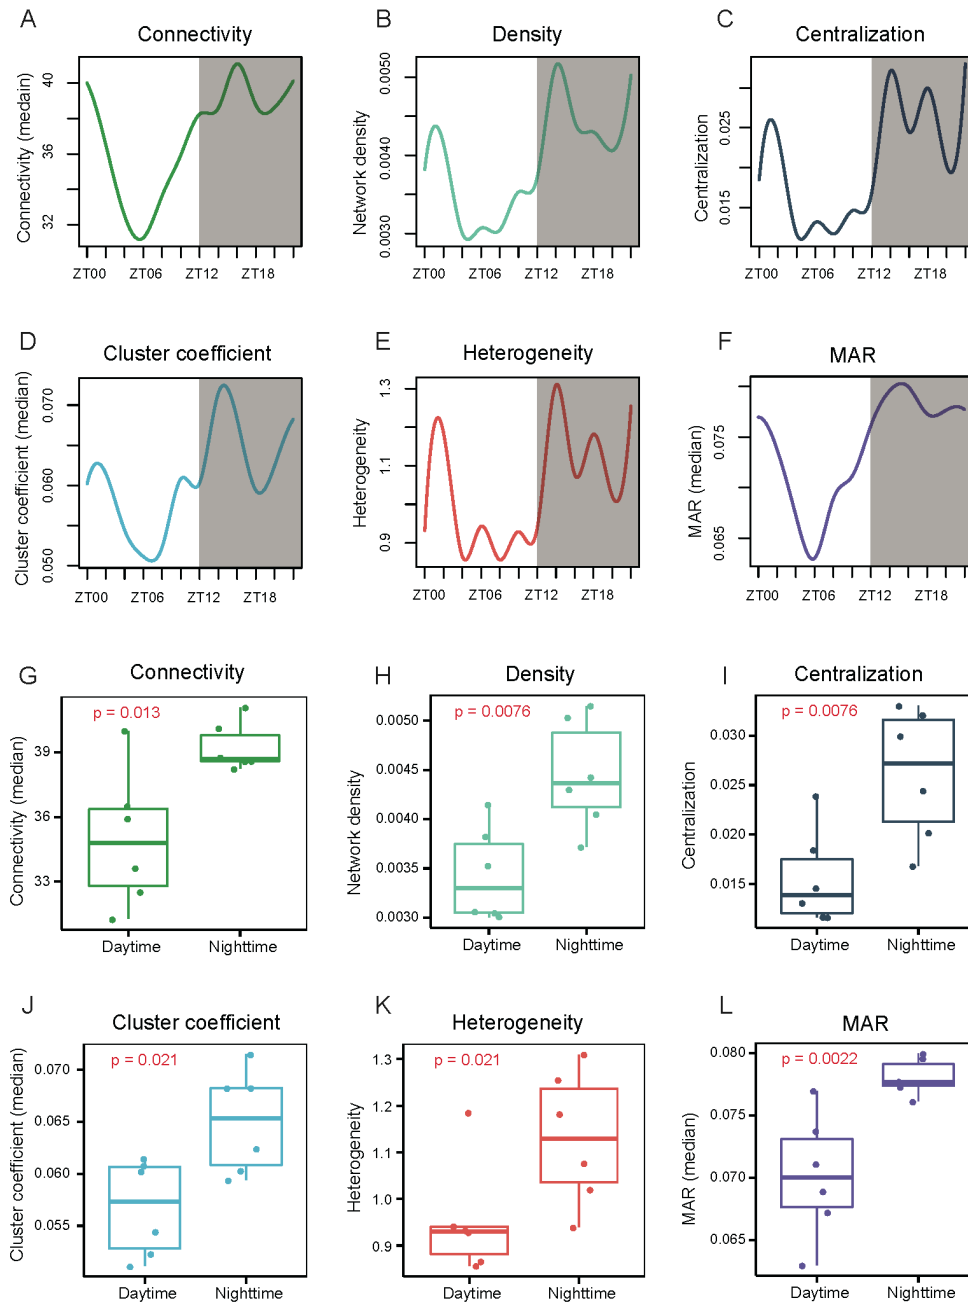 A
Connectivity
Connectivity (medain)
40
36
32
ZT00 ZT06 ZT12 ZT18
B
Density
Network density
0.0050
0.0040
0.0030
ZT00 ZT06 ZT12 ZT18
C
Centralization
Centralization
0.025
0.015
ZT00 ZT06 ZT12 ZT18
D
Cluster coefficient
Cluster coefficient (median)
0.070
0.060
0.050
ZT00 ZT06 ZT12 ZT18
E
Heterogeneity
Heterogeneity
1.3
1.1
0.9
ZT00 ZT06 ZT12 ZT18
F
MAR
MAR (median)
0.075
0.065
ZT00 ZT06 ZT12 ZT18
G
Connectivity
p = 0.013
Connectivity (median)
39
36
33
Daytime Nighttime
H
Density
p = 0.0076
Network density
0.0050
0.0045
0.0040
0.0035
0.0030
Daytime Nighttime
I
Centralization
p = 0.0076
Centralization
0.030
0.025
0.020
0.015
Daytime Nighttime
J
Cluster coefficient
p = 0.021
Cluster coefficient (median)
0.070
0.065
0.060
0.055
Daytime Nighttime
K
Heterogeneity
p = 0.021
Heterogeneity
1.3
1.2
1.1
1.0
0.9
Daytime Nighttime
L
MAR
p = 0.0022
MAR (median)
0.080
0.075
0.070
0.065
Daytime Nighttime